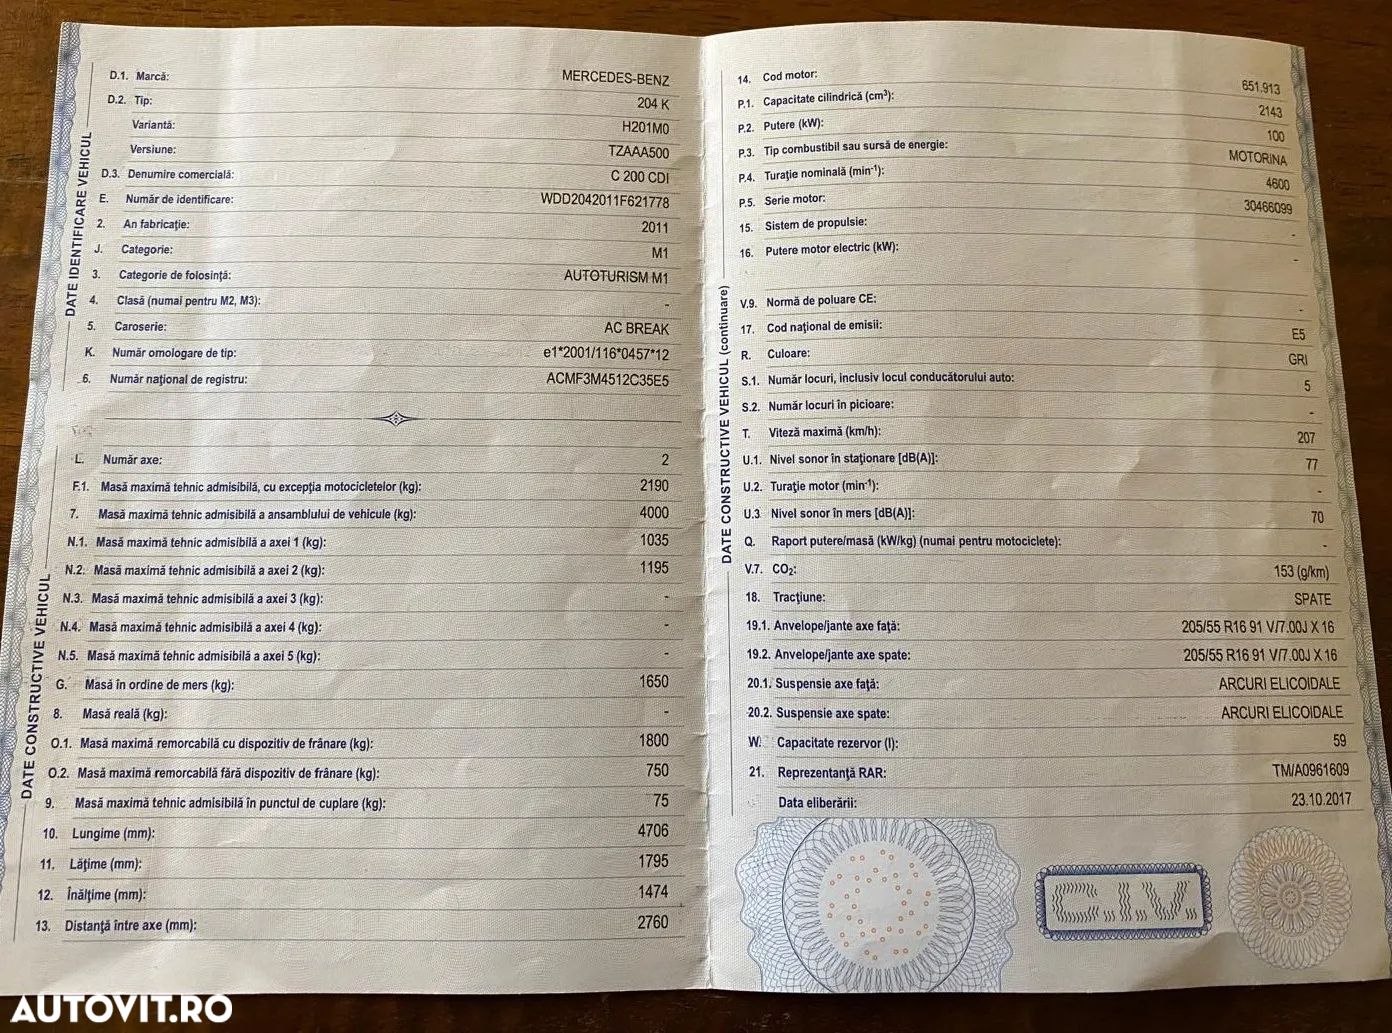 DATE IDENTIFICARE VEHICUL
D.1. Marcă: MERCEDES-BENZ
D.2. Tip: 204 K
Variantă: H201M0
Versiune: TZAAA500
D.3. Denumire comercială: C 200 CDI
E. Număr de identificare: WDD2042011F621778
2. An fabricaţie: 2011
J. Categorie: M1
3. Categorie de folosinţă: AUTOTURISM M1
4. Clasă (numai pentru M2, M3): -
5. Caroserie: AC BREAK
K. Număr omologare de tip: e1*2001/116*0457*12
6. Număr naţional de registru: ACMF3M4512C35E5
DATE CONSTRUCTIVE VEHICUL
L. Număr axe: 2
F.1. Masă maximă tehnic admisibilă, cu excepţia motocicletelor (kg): 2190
7. Masă maximă tehnic admisibilă a ansamblului de vehicule (kg): 4000
N.1. Masă maximă tehnic admisibilă a axei 1 (kg): 1035
N.2. Masă maximă tehnic admisibilă a axei 2 (kg): 1195
N.3. Masă maximă tehnic admisibilă a axei 3 (kg): -
N.4. Masă maximă tehnic admisibilă a axei 4 (kg): -
N.5. Masă maximă tehnic admisibilă a axei 5 (kg): -
G. Masă în ordine de mers (kg): 1650
8. Masă reală (kg): -
O.1. Masă maximă remorcabilă cu dispozitiv de frânare (kg): 1800
O.2. Masă maximă remorcabilă fără dispozitiv de frânare (kg): 750
9. Masă maximă tehnic admisibilă în punctul de cuplare (kg): 75
10. Lungime (mm): 4706
11. Lăţime (mm): 1795
12. Înălţime (mm): 1474
13. Distanţă între axe (mm): 2760
DATE CONSTRUCTIVE VEHICUL (continuare)
14. Cod motor: 651.913
P.1. Capacitate cilindrică (cm³): 2143
P.2. Putere (kW): 100
P.3. Tip combustibil sau sursă de energie: MOTORINA
P.4. Turaţie nominală (min⁻¹): 4600
P.5. Serie motor: 30466099
15. Sistem de propulsie: -
16. Putere motor electric (kW): -
V.9. Normă de poluare CE: -
17. Cod naţional de emisii: E5
R. Culoare: GRI
S.1. Număr locuri, inclusiv locul conducătorului auto: 5
S.2. Număr locuri în picioare: -
T. Viteză maximă (km/h): 207
U.1. Nivel sonor în staţionare [dB(A)]: 77
U.2. Turaţie motor (min⁻¹): -
U.3 Nivel sonor în mers [dB(A)]: 70
Q. Raport putere/masă (kW/kg) (numai pentru motociclete): -
V.7. CO₂: 153 (g/km)
18. Tracţiune: SPATE
19.1. Anvelope/jante axe faţă: 205/55 R16 91 V/7.00J X 16
19.2. Anvelope/jante axe spate: 205/55 R16 91 V/7.00J X 16
20.1. Suspensie axe faţă: ARCURI ELICOIDALE
20.2. Suspensie axe spate: ARCURI ELICOIDALE
W. Capacitate rezervor (l): 59
21. Reprezentanţă RAR: TM/A0961609
Data eliberării: 23.10.2017
C.I.V.
AUTOVIT.RO